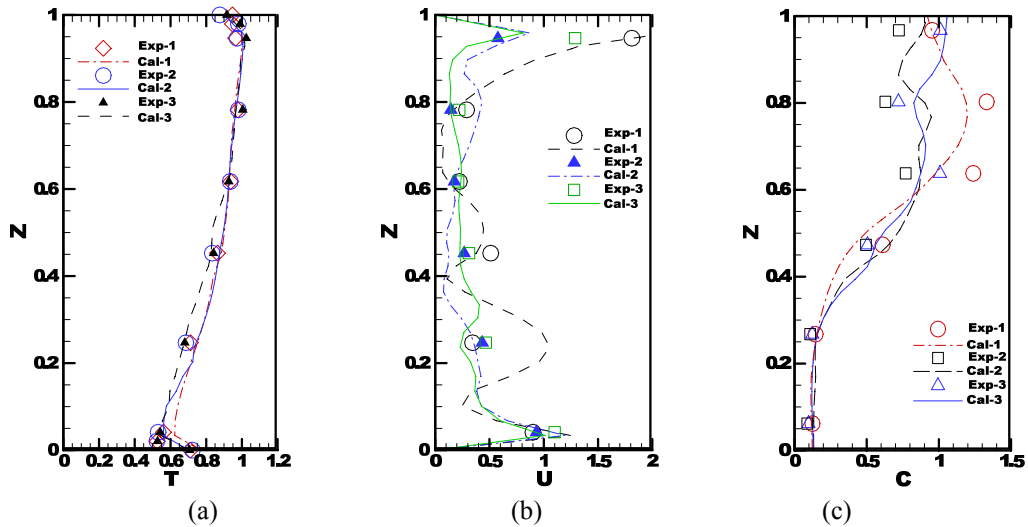 1
0.8
0.6
0.4
0.2
0
Z
0 0.2 0.4 0.6 0.8 1 1.2
T
Exp-1
Cal-1
Exp-2
Cal-2
Exp-3
Cal-3
(a)
1
0.8
0.6
0.4
0.2
0
Z
0 0.5 1 1.5 2
U
Exp-1
Cal-1
Exp-2
Cal-2
Exp-3
Cal-3
(b)
1
0.8
0.6
0.4
0.2
0
Z
0 0.5 1 1.5
C
Exp-1
Cal-1
Exp-2
Cal-2
Exp-3
Cal-3
(c)